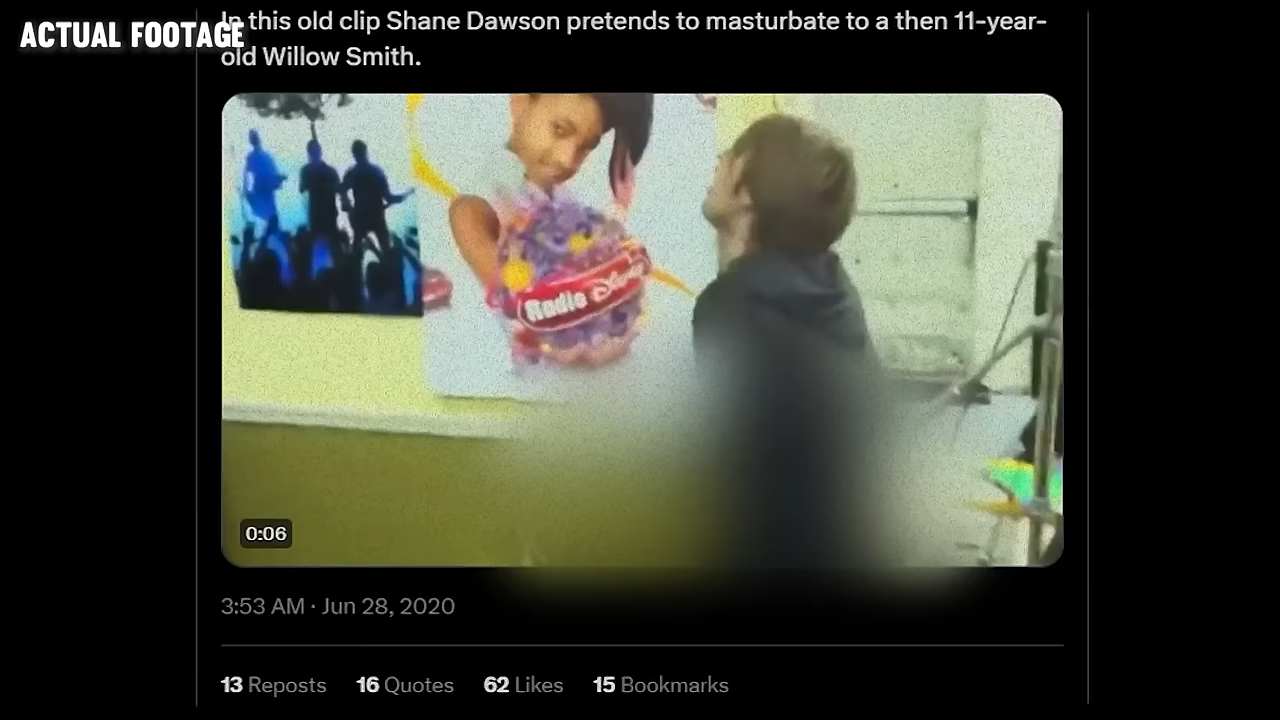 In this old clip Shane Dawson pretends to masturbate to a then 11-year-
ACTUAL FOOTAGE
old Willow Smith.
Radio Disney
0:06
3:53 AM · Jun 28, 2020
13 Reposts 16 Quotes 62 Likes 15 Bookmarks